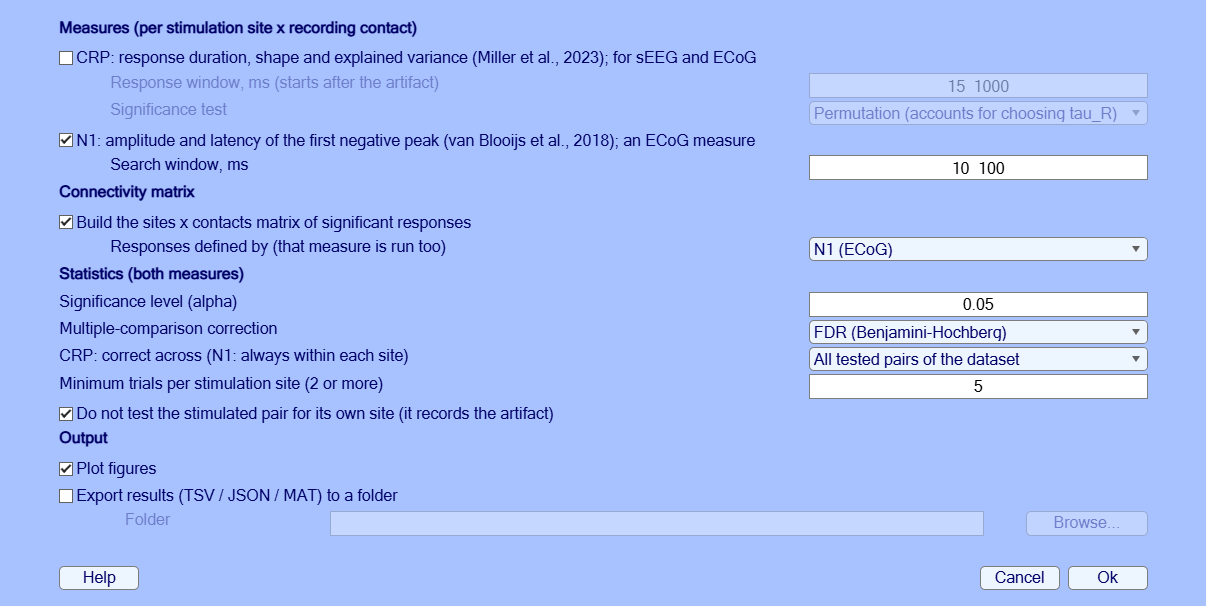 Measures (per stimulation site x recording contact)
CRP: response duration, shape and explained variance (Miller et al., 2023); for sEEG and ECoG
Response window, ms (starts after the artifact)
15 1000
Significance test
Permutation (accounts for choosing tau_R)
N1: amplitude and latency of the first negative peak (van Blooijs et al., 2018); an ECoG measure
Search window, ms
10 100
Connectivity matrix
Build the sites x contacts matrix of significant responses
Responses defined by (that measure is run too)
N1 (ECoG)
Statistics (both measures)
Significance level (alpha)
0.05
Multiple-comparison correction
FDR (Benjamini-Hochberg)
CRP: correct across (N1: always within each site)
All tested pairs of the dataset
Minimum trials per stimulation site (2 or more)
5
Do not test the stimulated pair for its own site (it records the artifact)
Output
Plot figures
Export results (TSV / JSON / MAT) to a folder
Folder
Browse...
Help
Cancel
Ok